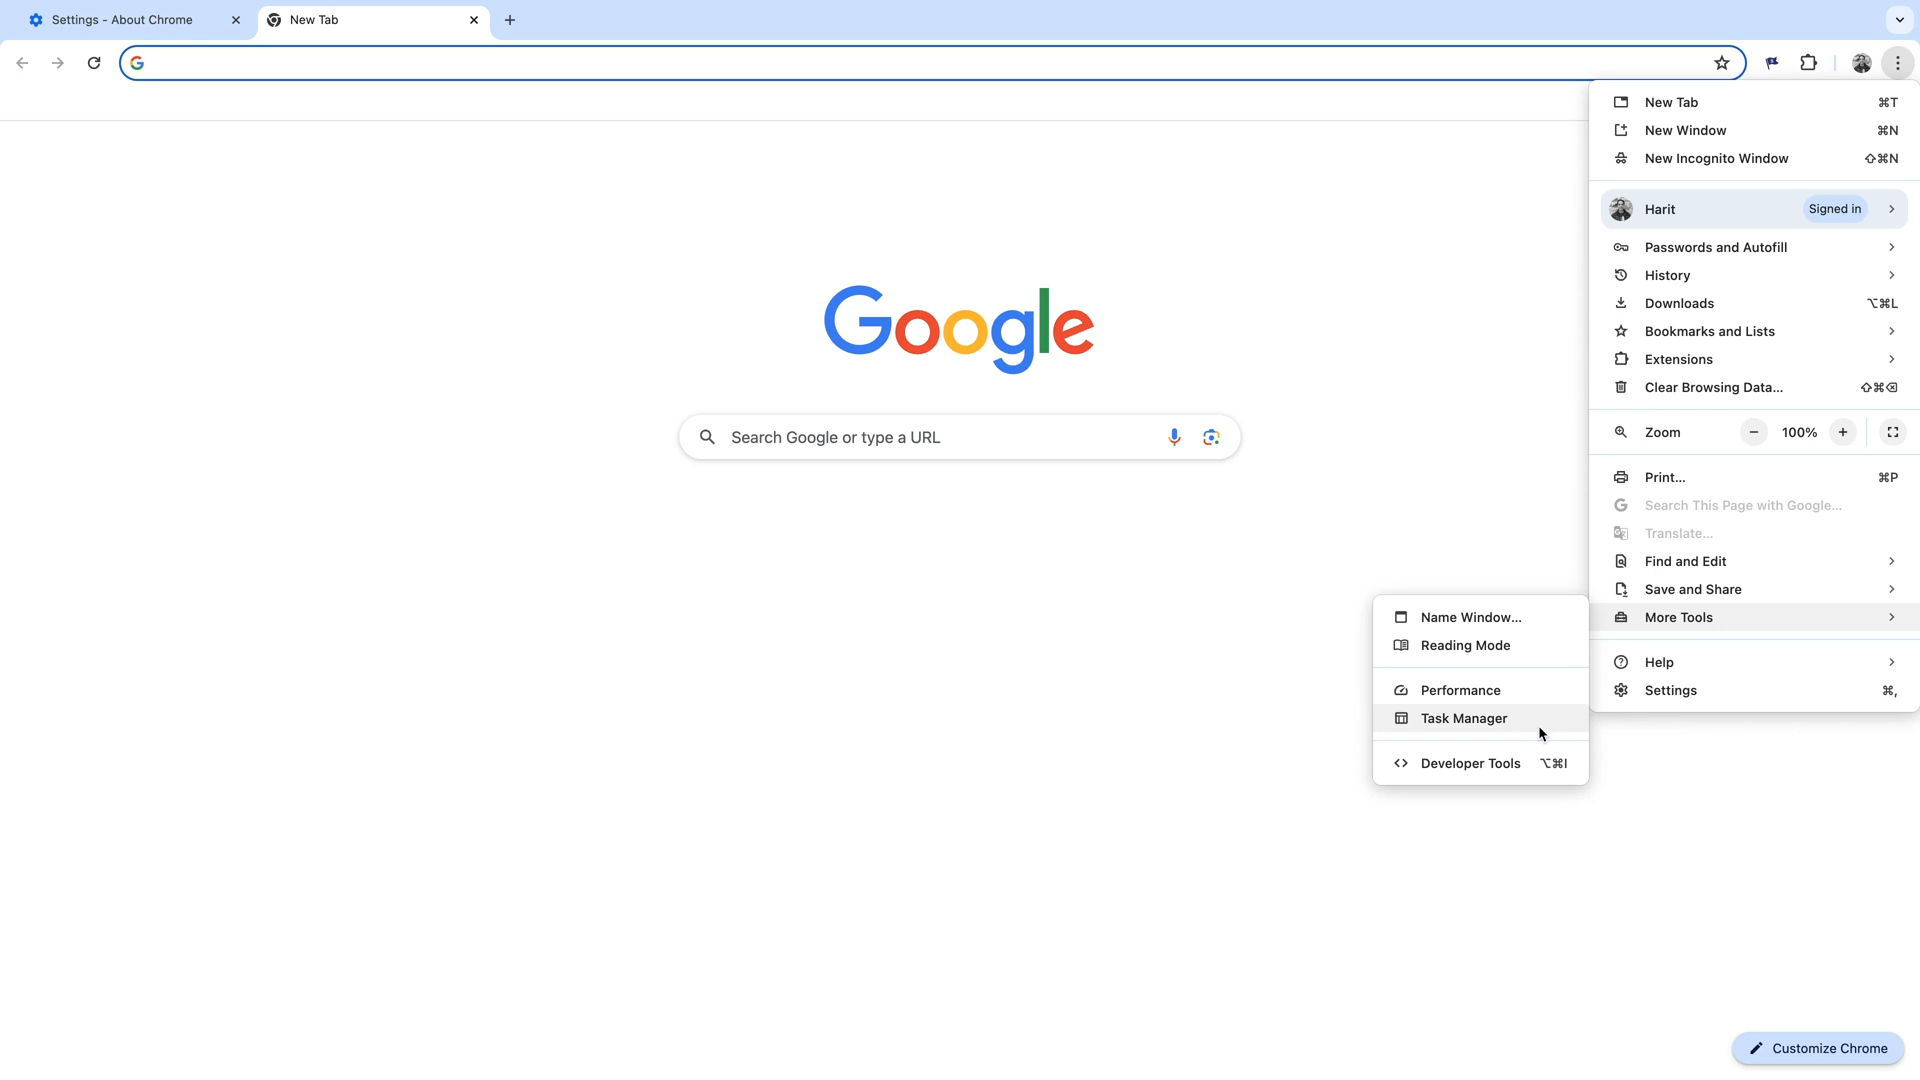 Settings - About Chrome
New Tab
New Tab ⌘T
New Window ⌘N
New Incognito Window ⇧⌘N
Harit Signed in
Passwords and Autofill
History
Downloads ⌥⌘L
Bookmarks and Lists
Extensions
Clear Browsing Data... ⇧⌘⌫
Zoom − 100% +
Print... ⌘P
Search This Page with Google...
Translate...
Find and Edit
Save and Share
More Tools
Help
Settings ⌘,
Name Window...
Reading Mode
Performance
Task Manager
Developer Tools ⌥⌘I
Google
Search Google or type a URL
Customize Chrome